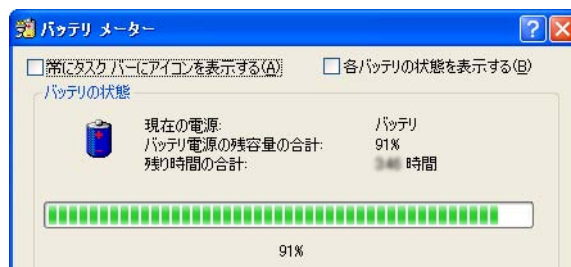 バッテリ メーター
常にタスク バーにアイコンを表示する(A)
各バッテリの状態を表示する(B)
バッテリの状態
現在の電源: バッテリ
バッテリ電源の残容量の合計: 91%
残り時間の合計: 時間
91%